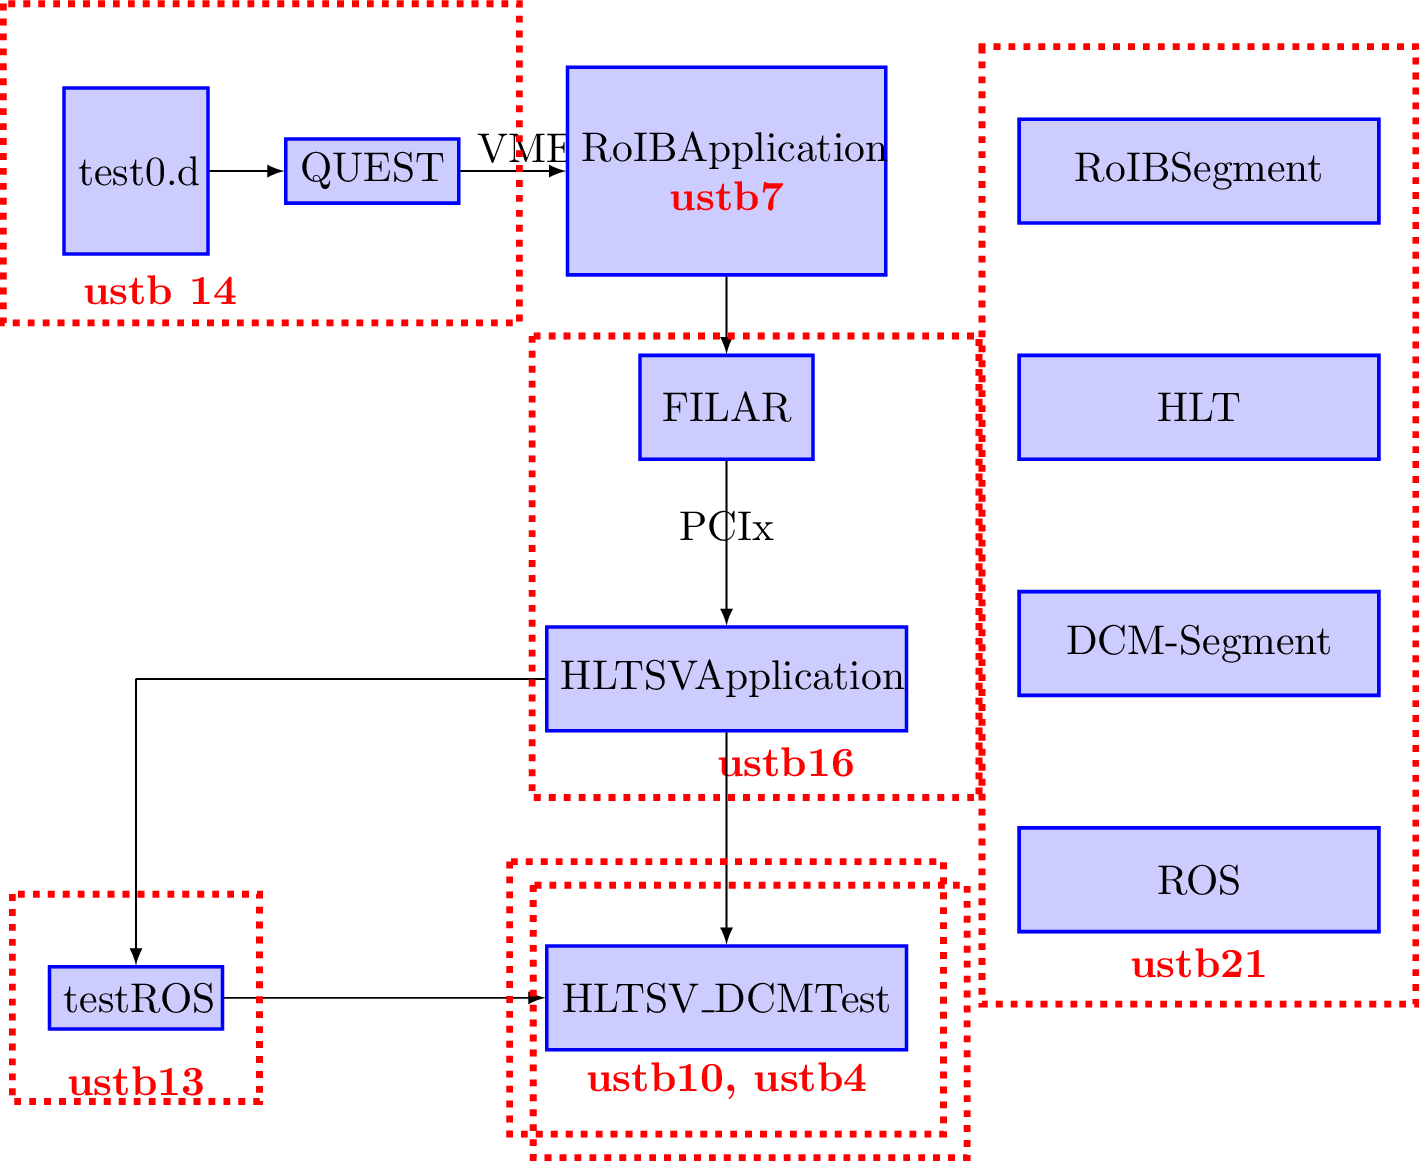 test0.d
QUEST
VME
RoIBApplication
ustb7
ustb 14
RoIBSegment
FILAR
HLT
PCIx
DCM-Segment
HLTSVApplication
ustb16
ROS
ustb21
testROS
HLTSV_DCMTest
ustb13
ustb10, ustb4